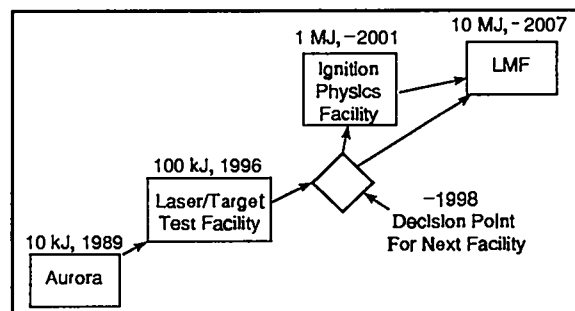 1 MJ, ~2001
Ignition
Physics
Facility
10 MJ, ~2007
LMF
100 kJ, 1996
Laser/Target
Test Facility
~1998
Decision Point
For Next Facility
10 kJ, 1989
Aurora